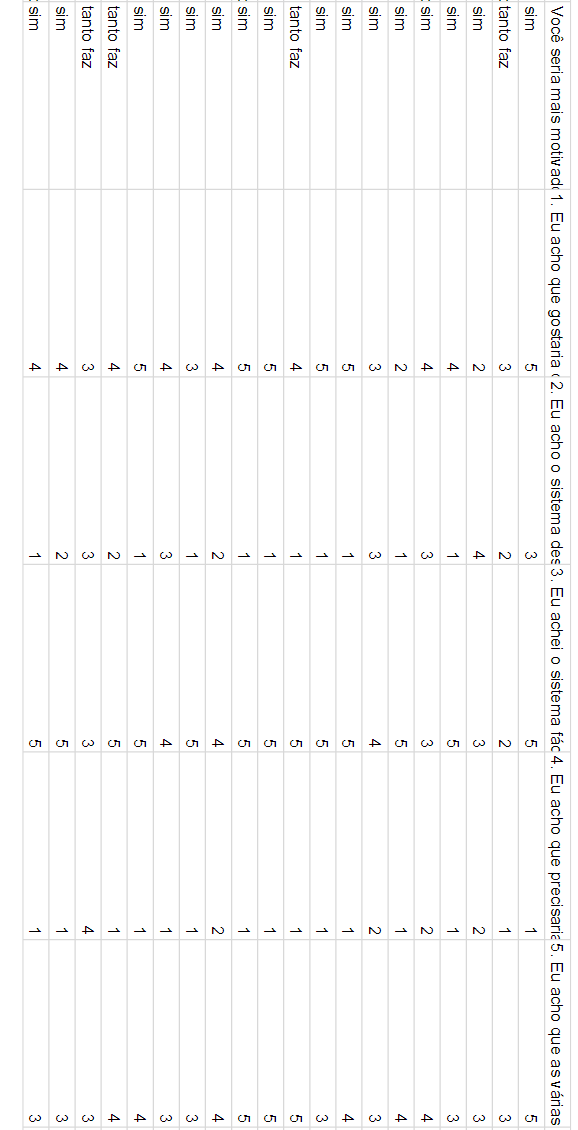 Você seria mais motivad 1. Eu acho que gostaria 2. Eu acho o sistema des 3. Eu achei o sistema fác 4. Eu acho que precisaria 5. Eu acho que as várias
sim 5 3 5 1 5
tanto faz 3 2 2 1 3
sim 2 4 3 2 3
sim 4 1 5 1 3
sim 4 3 3 2 4
sim 2 1 5 1 4
sim 3 3 4 2 3
sim 5 1 5 1 4
sim 5 1 5 1 3
tanto faz 4 1 5 1 5
sim 5 1 5 1 5
sim 5 1 5 1 5
sim 4 2 4 2 4
sim 3 1 5 1 3
sim 4 3 4 1 3
sim 5 1 5 1 4
tanto faz 4 2 5 1 4
tanto faz 3 3 3 4 3
sim 4 2 5 1 3
sim 4 1 5 1 3